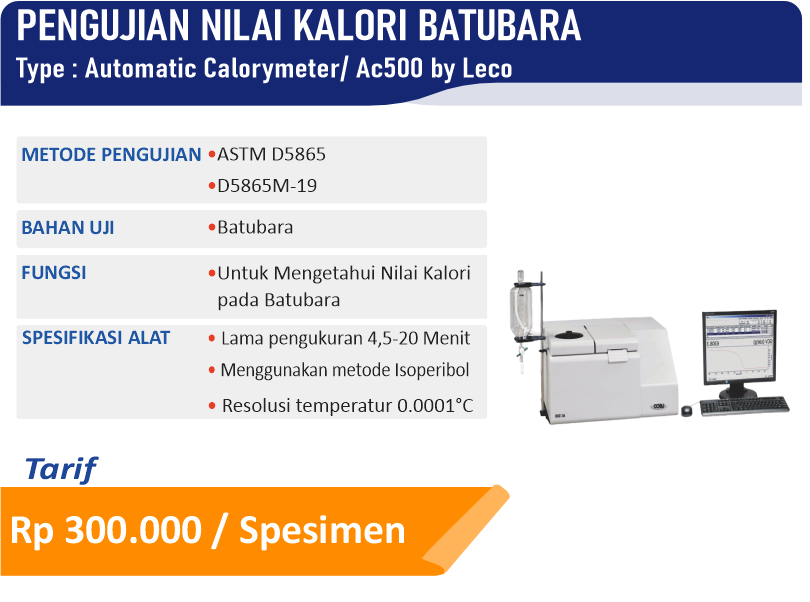 PENGUJIAN NILAI KALORI BATUBARA
Type : Automatic Calorymeter/ Ac500 by Leco
METODE PENGUJIAN •ASTM D5865
•D5865M-19
BAHAN UJI •Batubara
FUNGSI •Untuk Mengetahui Nilai Kalori
pada Batubara
SPESIFIKASI ALAT • Lama pengukuran 4,5-20 Menit
• Menggunakan metode Isoperibol
• Resolusi temperatur 0.0001°C
Tarif
Rp 300.000 / Spesimen